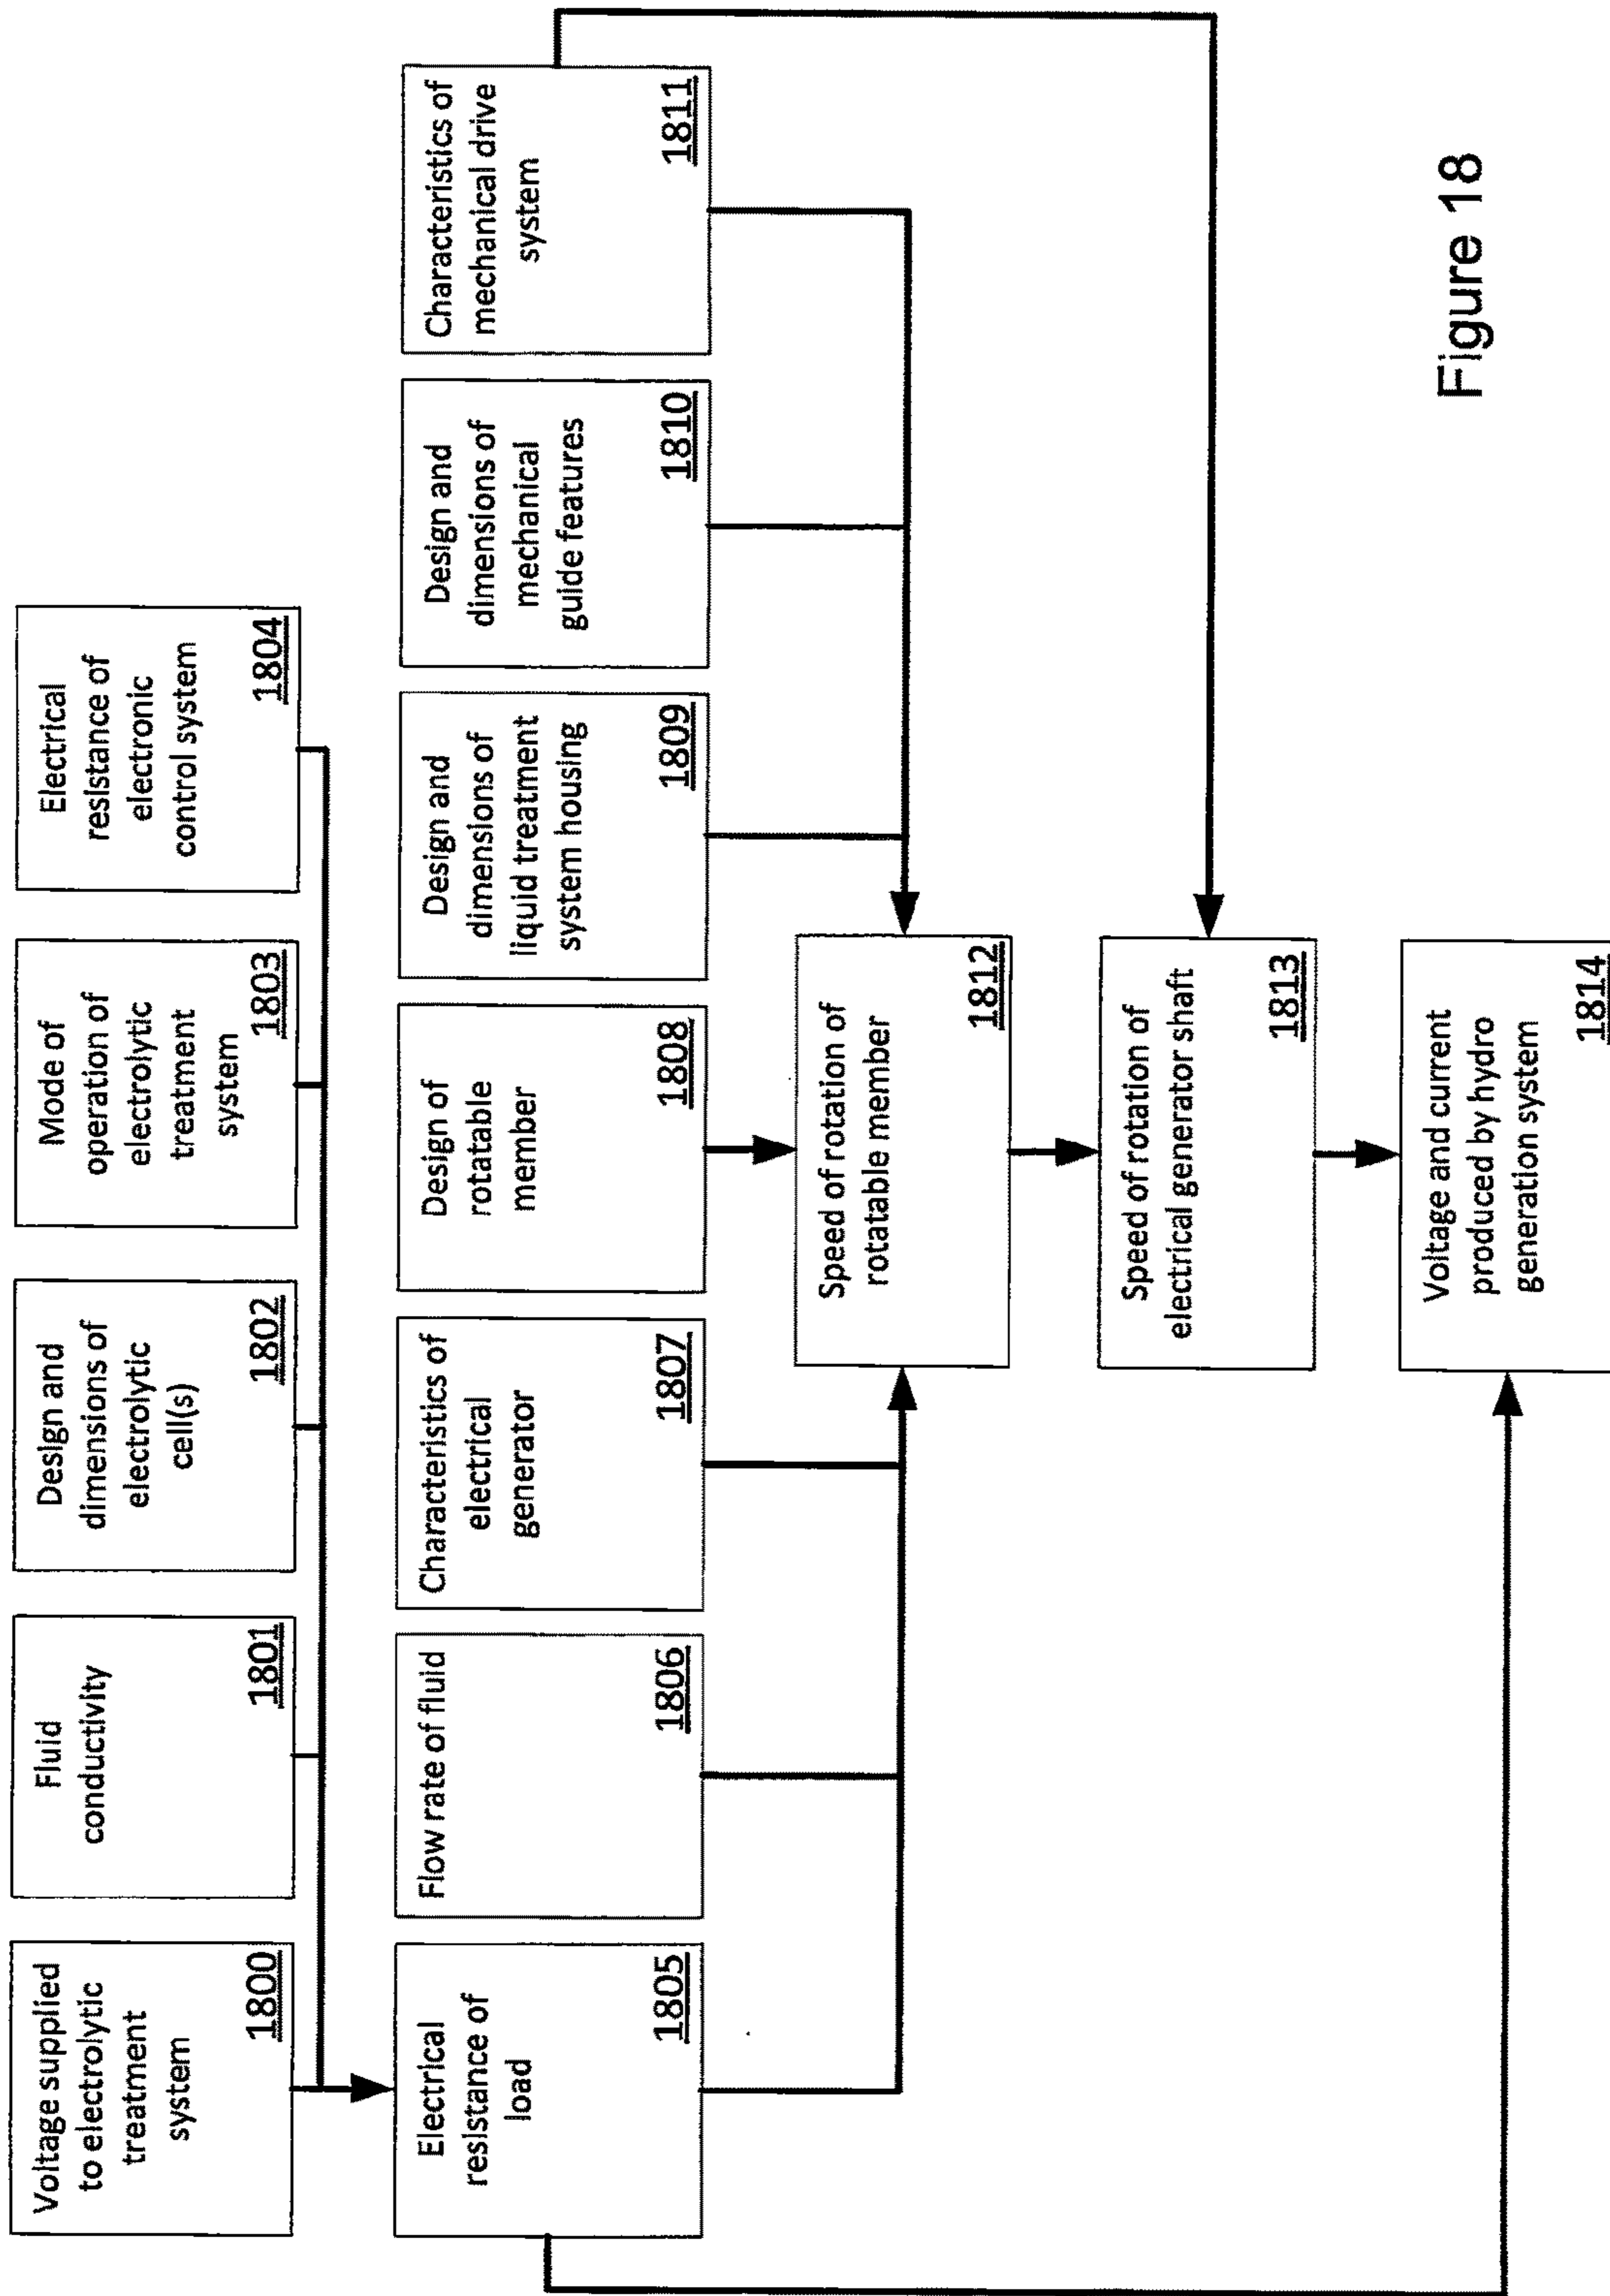 Voltage supplied
to electrolytic
treatment
system
1800
Fluid
conductivity
1801
Design and
dimensions of
electrolytic
cell(s)
1802
Mode of
operation of
electrolytic
treatment
system
1803
Electrical
resistance of
electronic
control system
1804
Electrical
resistance of
load
1805
Flow rate of fluid
1806
Characteristics of
electrical
generator
1807
Design of
rotatable
member
1808
Design and
dimensions of
liquid treatment
system housing
1809
Design and
dimensions of
mechanical
guide features
1810
Characteristics of
mechanical drive
system
1811
Speed of rotation of
rotatable member
1812
Speed of rotation of
electrical generator shaft
1813
Voltage and current
produced by hydro
generation system
1814
Figure 18